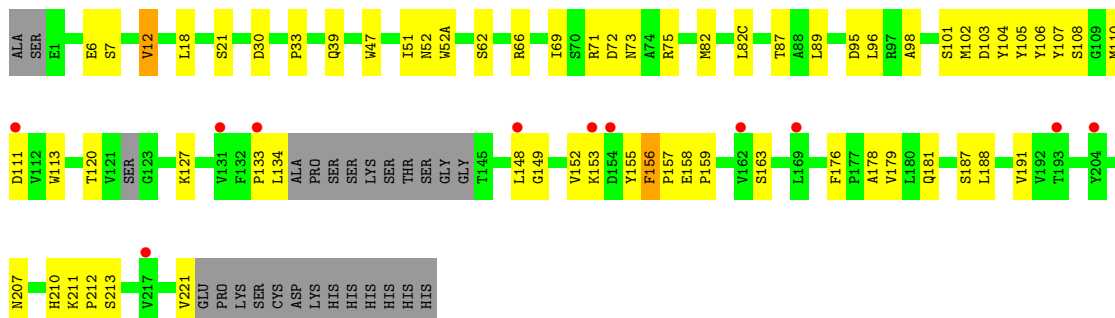 ALA SER E1 E6 S7 V12 L18 S21 D30 P33 Q39 W47 I51 N52 W52A S62 R66 I69 S70 R71 D72 N73 A74 R75 M82 L82C T87 A88 L89 D95 L96 R97 A98 S101 M102 D103 Y104 Y105 Y106 Y107 S108 G109 M110
D111 V112 W113 T120 V121 SER G123 K127 V131 F132 P133 L134 ALA PRO SER SER LYS SER THR SER GLY GLY T145 L148 G149 V152 K153 D154 Y155 F156 P157 E158 P159 V162 S163 L169 F176 P177 A178 V179 L180 Q181 S187 L188 V191 V192 T193 Y204
N207 H210 K211 P212 S213 V217 V221 GLU PRO LYS SER CYS ASP LYS HIS HIS HIS HIS HIS HIS